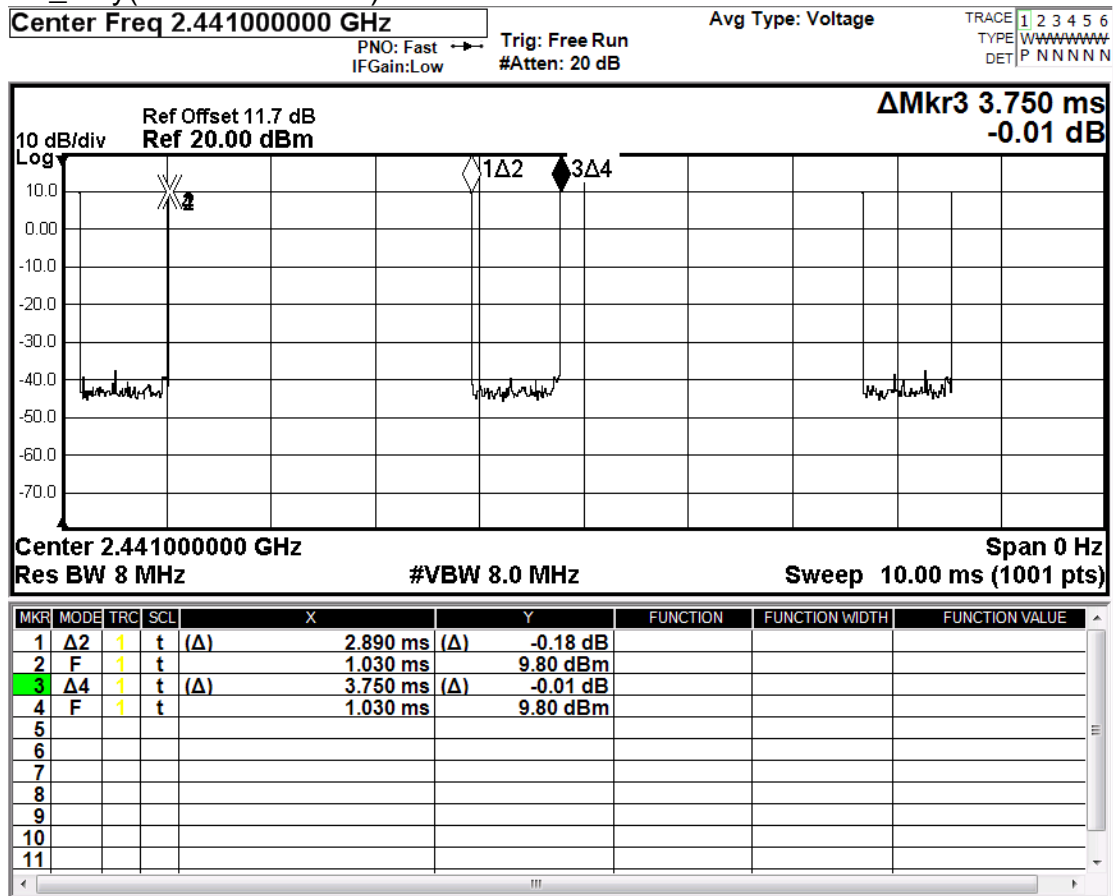 Center Freq 2.441000000 GHz
PNO: Fast
IFGain:Low
Trig: Free Run
#Atten: 20 dB
Avg Type: Voltage
TRACE 1 2 3 4 5 6
TYPE WWWWWW
DET P N N N N N
ΔMkr3 3.750 ms
-0.01 dB
Ref Offset 11.7 dB
10 dB/div Ref 20.00 dBm
Log
1Δ2
3Δ4
10.0
0.00
-10.0
-20.0
-30.0
-40.0
-50.0
-60.0
-70.0
Center 2.441000000 GHz
Span 0 Hz
Res BW 8 MHz
#VBW 8.0 MHz
Sweep 10.00 ms (1001 pts)
MKR MODE TRC SCL X Y FUNCTION FUNCTION WIDTH FUNCTION VALUE
1 Δ2 1 t (Δ) 2.890 ms (Δ) -0.18 dB
2 F 1 t 1.030 ms 9.80 dBm
3 Δ4 1 t (Δ) 3.750 ms (Δ) -0.01 dB
4 F 1 t 1.030 ms 9.80 dBm
5
6
7
8
9
10
11